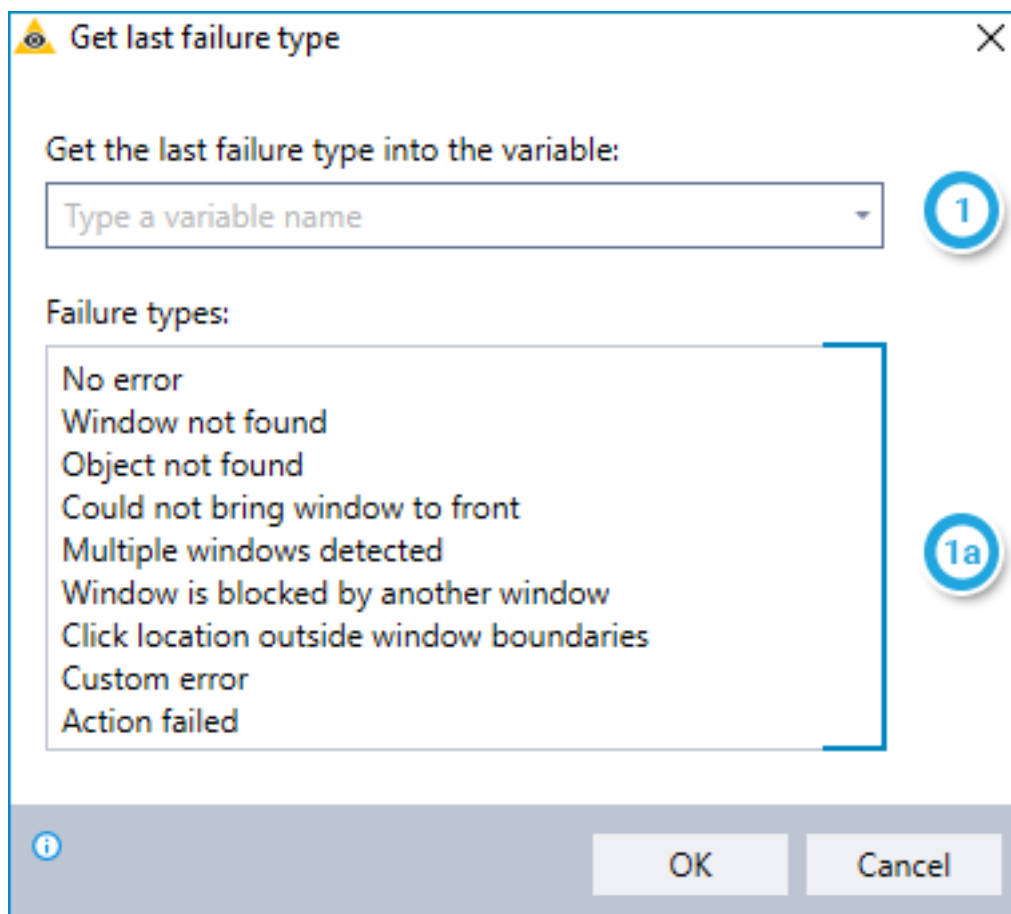 Get last failure type
Get the last failure type into the variable:
Type a variable name
1
Failure types:
No error
Window not found
Object not found
Could not bring window to front
Multiple windows detected
Window is blocked by another window
Click location outside window boundaries
Custom error
Action failed
1a
OK
Cancel